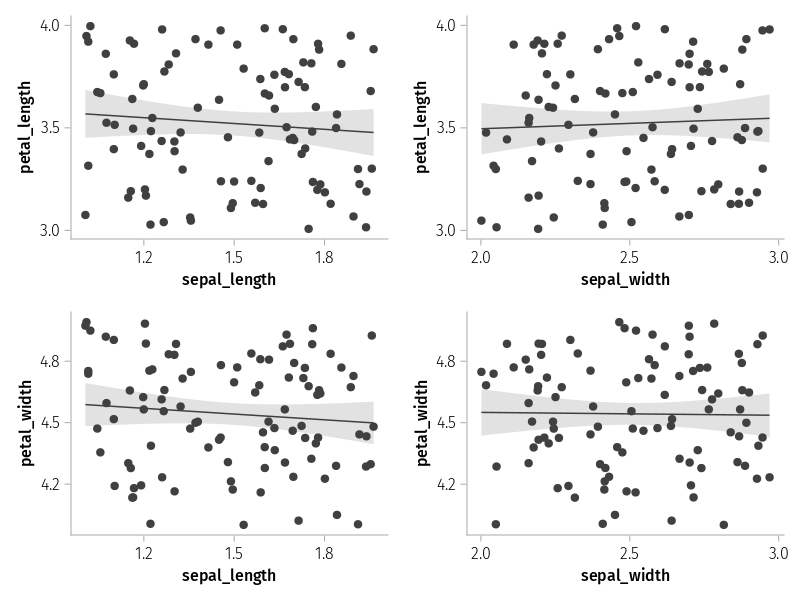 4.0
petal_length
3.5
3.0
1.2 1.5 1.8
sepal_length
4.0
petal_length
3.5
3.0
2.0 2.5 3.0
sepal_width
4.8
petal_width
4.5
4.2
1.2 1.5 1.8
sepal_length
4.8
petal_width
4.5
4.2
2.0 2.5 3.0
sepal_width